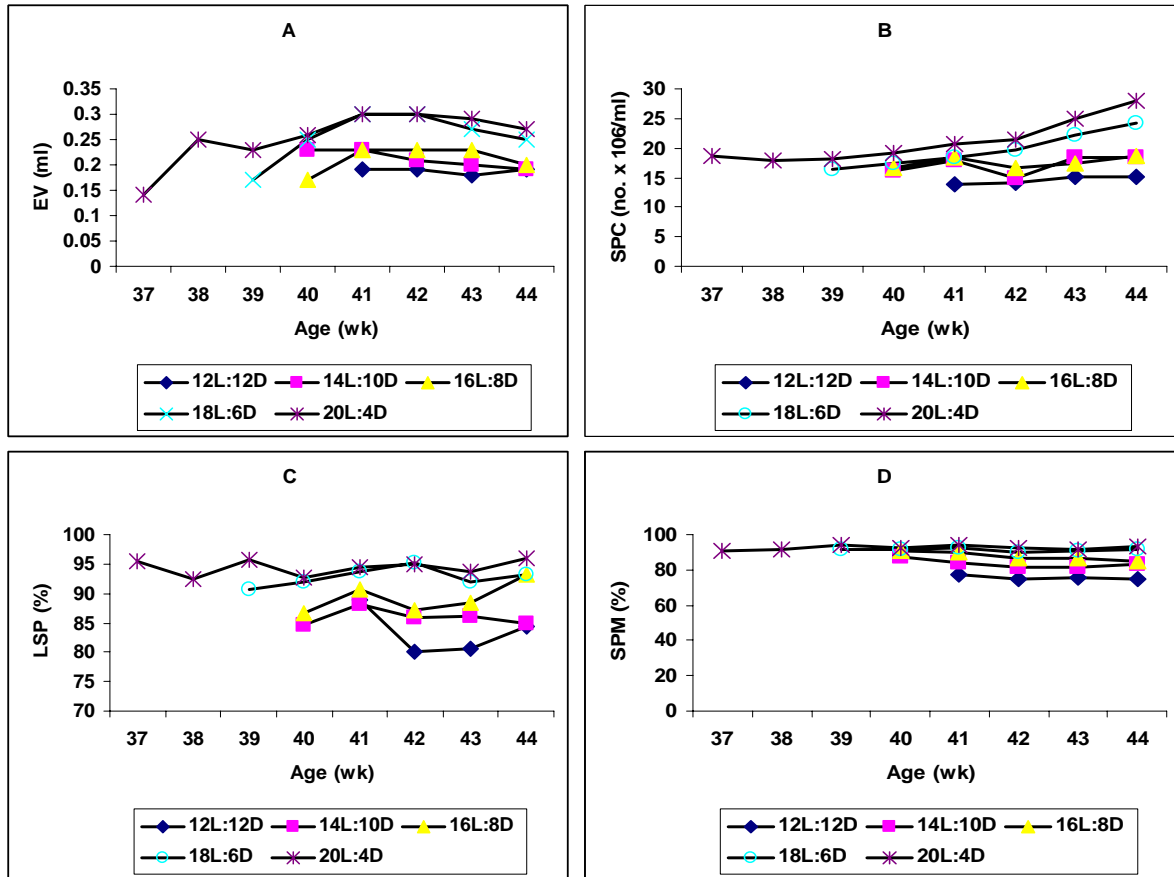 A
EV (ml)
0.35
0.3
0.25
0.2
0.15
0.1
0.05
0
37 38 39 40 41 42 43 44
Age (wk)
12L:12D 14L:10D 16L:8D
18L:6D 20L:4D
B
SPC (no. x 106/ml)
30
25
20
15
10
5
0
37 38 39 40 41 42 43 44
Age (wk)
12L:12D 14L:10D 16L:8D
18L:6D 20L:4D
C
LSP (%)
100
95
90
85
80
75
70
37 38 39 40 41 42 43 44
Age (wk)
12L:12D 14L:10D 16L:8D
18L:6D 20L:4D
D
SPM (%)
100
80
60
40
20
0
37 38 39 40 41 42 43 44
Age (wk)
12L:12D 14L:10D 16L:8D
18L:6D 20L:4D